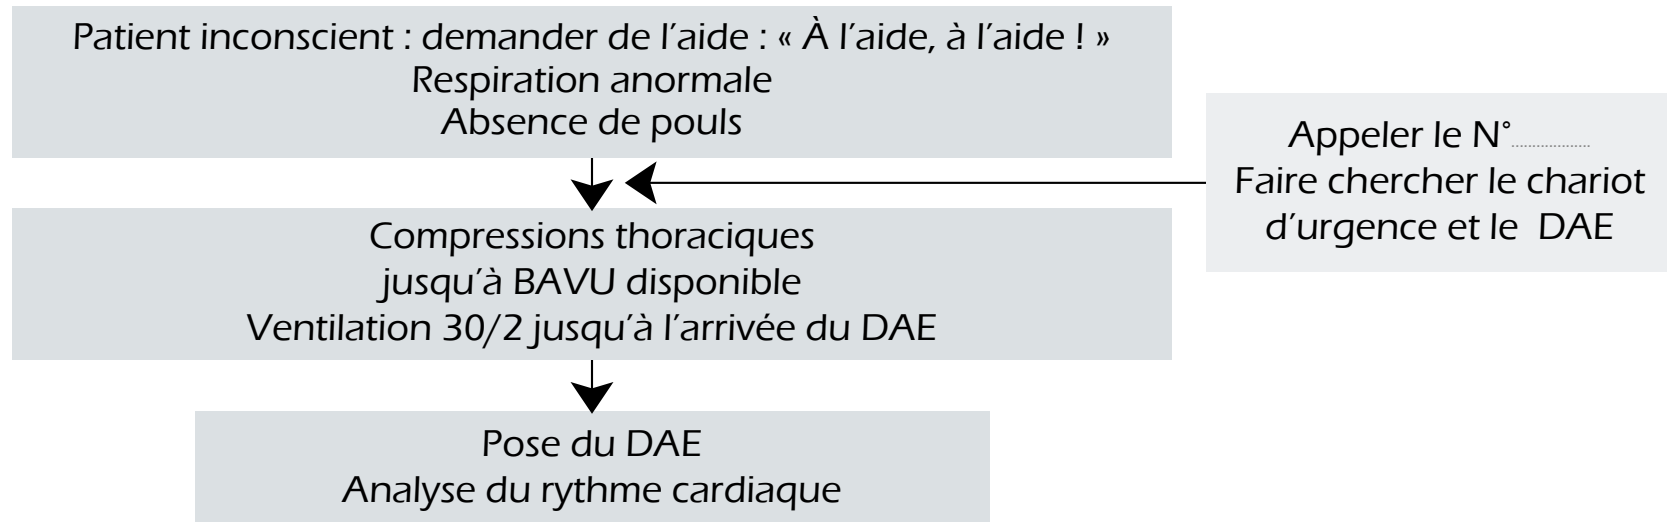 Patient inconscient : demander de l'aide : « À l'aide, à l'aide ! »
Respiration anormale
Absence de pouls
Appeler le N°...................
Faire chercher le chariot
d'urgence et le DAE
Compressions thoraciques
jusqu'à BAVU disponible
Ventilation 30/2 jusqu'à l'arrivée du DAE
Pose du DAE
Analyse du rythme cardiaque